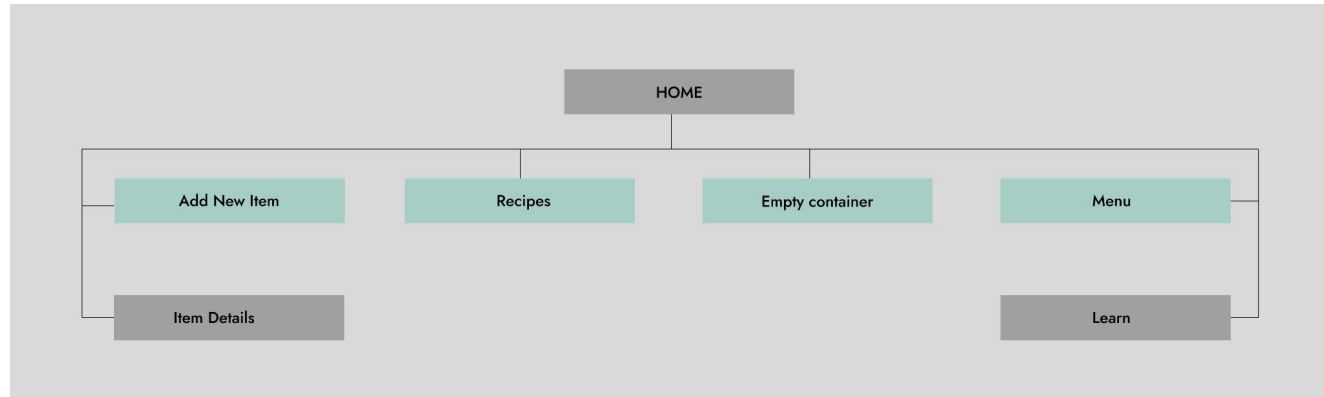 HOME
Add New Item
Recipes
Empty container
Menu
Item Details
Learn